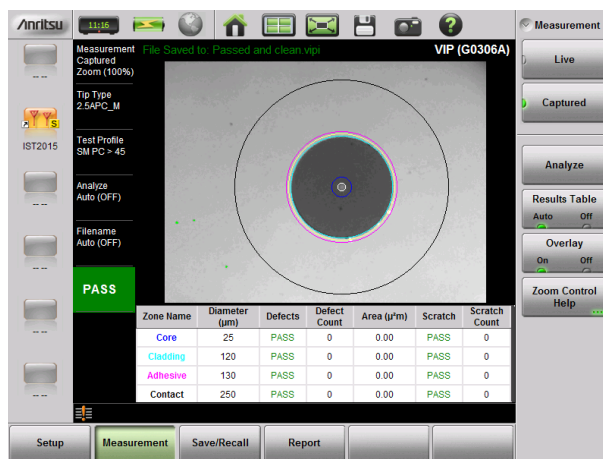 Anritsu
11:16
Measurement
-- --
IST2015
-- --
-- --
-- --
-- --
Measurement
Captured
Zoom (100%)
Tip Type
2.5APC_M
Test Profile
SM PC > 45
Analyze
Auto (OFF)
Filename
Auto (OFF)
PASS
File Saved to: Passed and clean.vipi
VIP (G0306A)
Zone Name Diameter (µm) Defects Defect Count Area (µ²m) Scratch Scratch Count
Core 25 PASS 0 0.00 PASS 0
Cladding 120 PASS 0 0.00 PASS 0
Adhesive 130 PASS 0 0.00 PASS 0
Contact 250 PASS 0 0.00 PASS 0
Live
Captured
Analyze
Results Table
Auto Off
Overlay
On Off
Zoom Control
Help
Setup Measurement Save/Recall Report